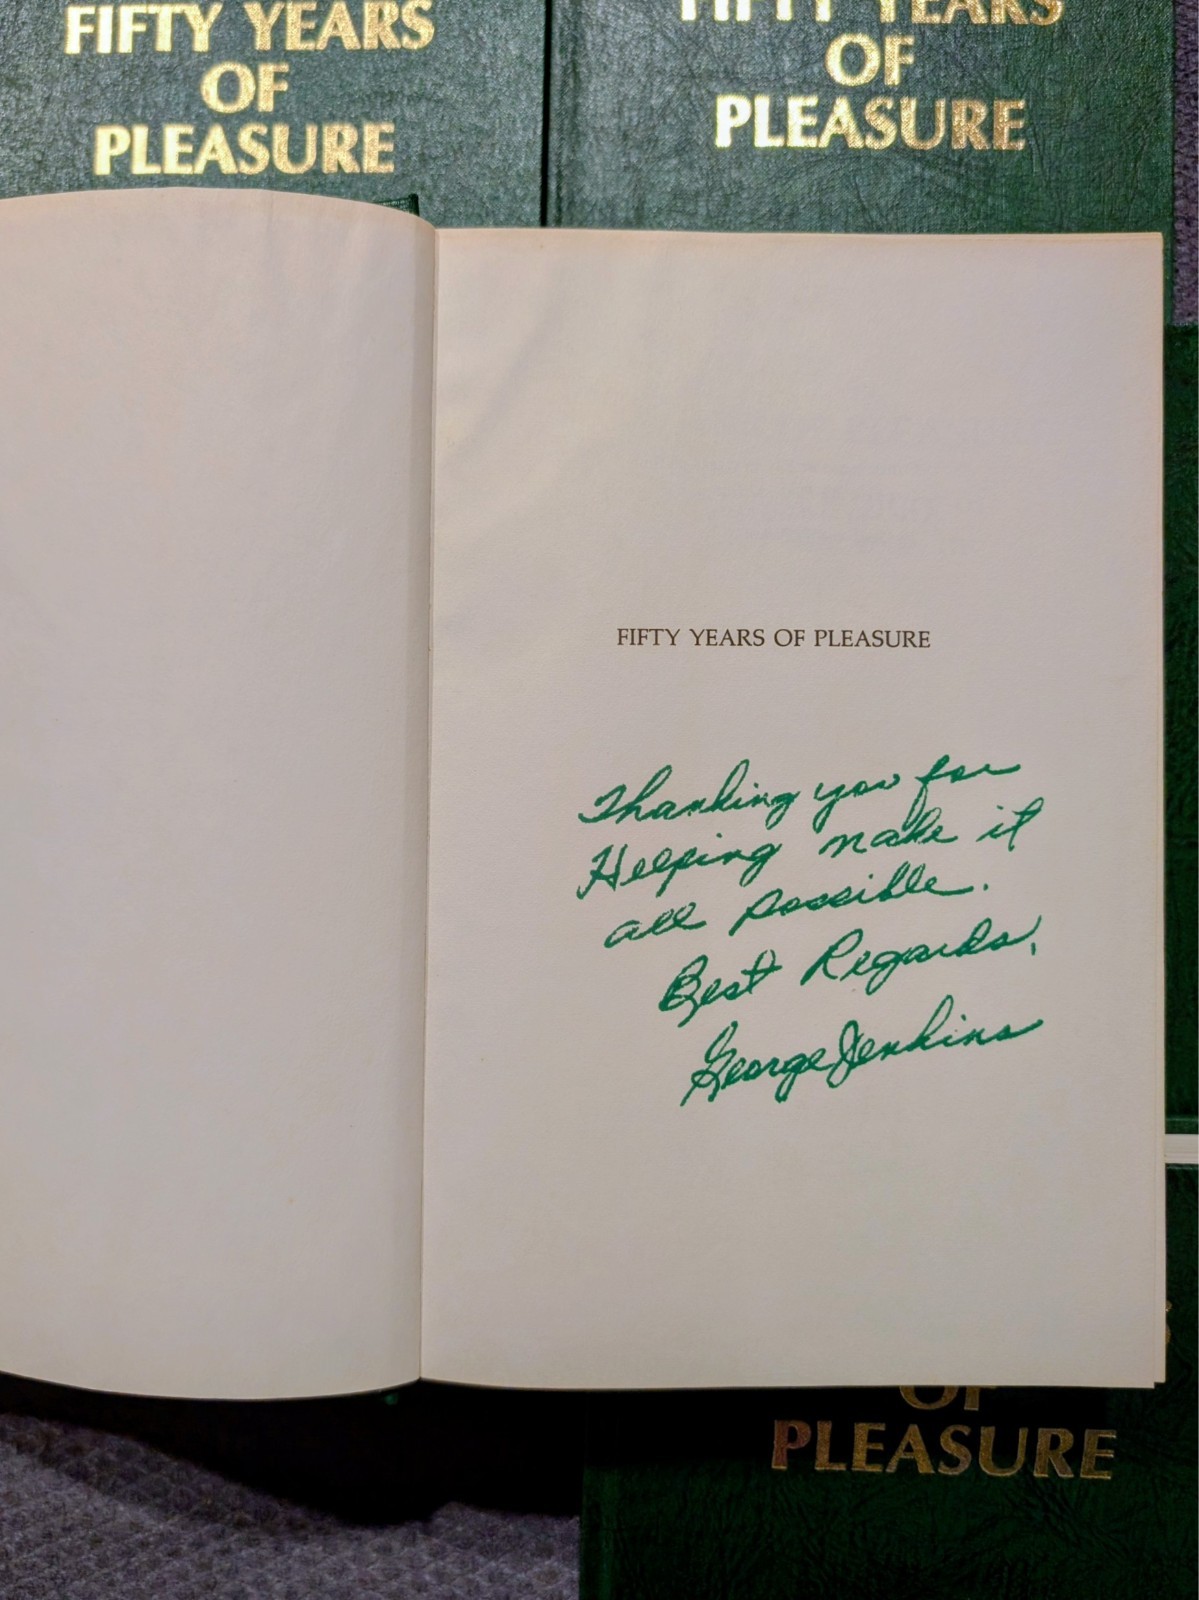 FIFTY YEARS
OF
PLEASURE
FIFTY YEARS
OF
PLEASURE
FIFTY YEARS OF PLEASURE
Thanking you for
Helping make it
all possible.
Best Regards,
George Jenkins
OF
PLEASURE